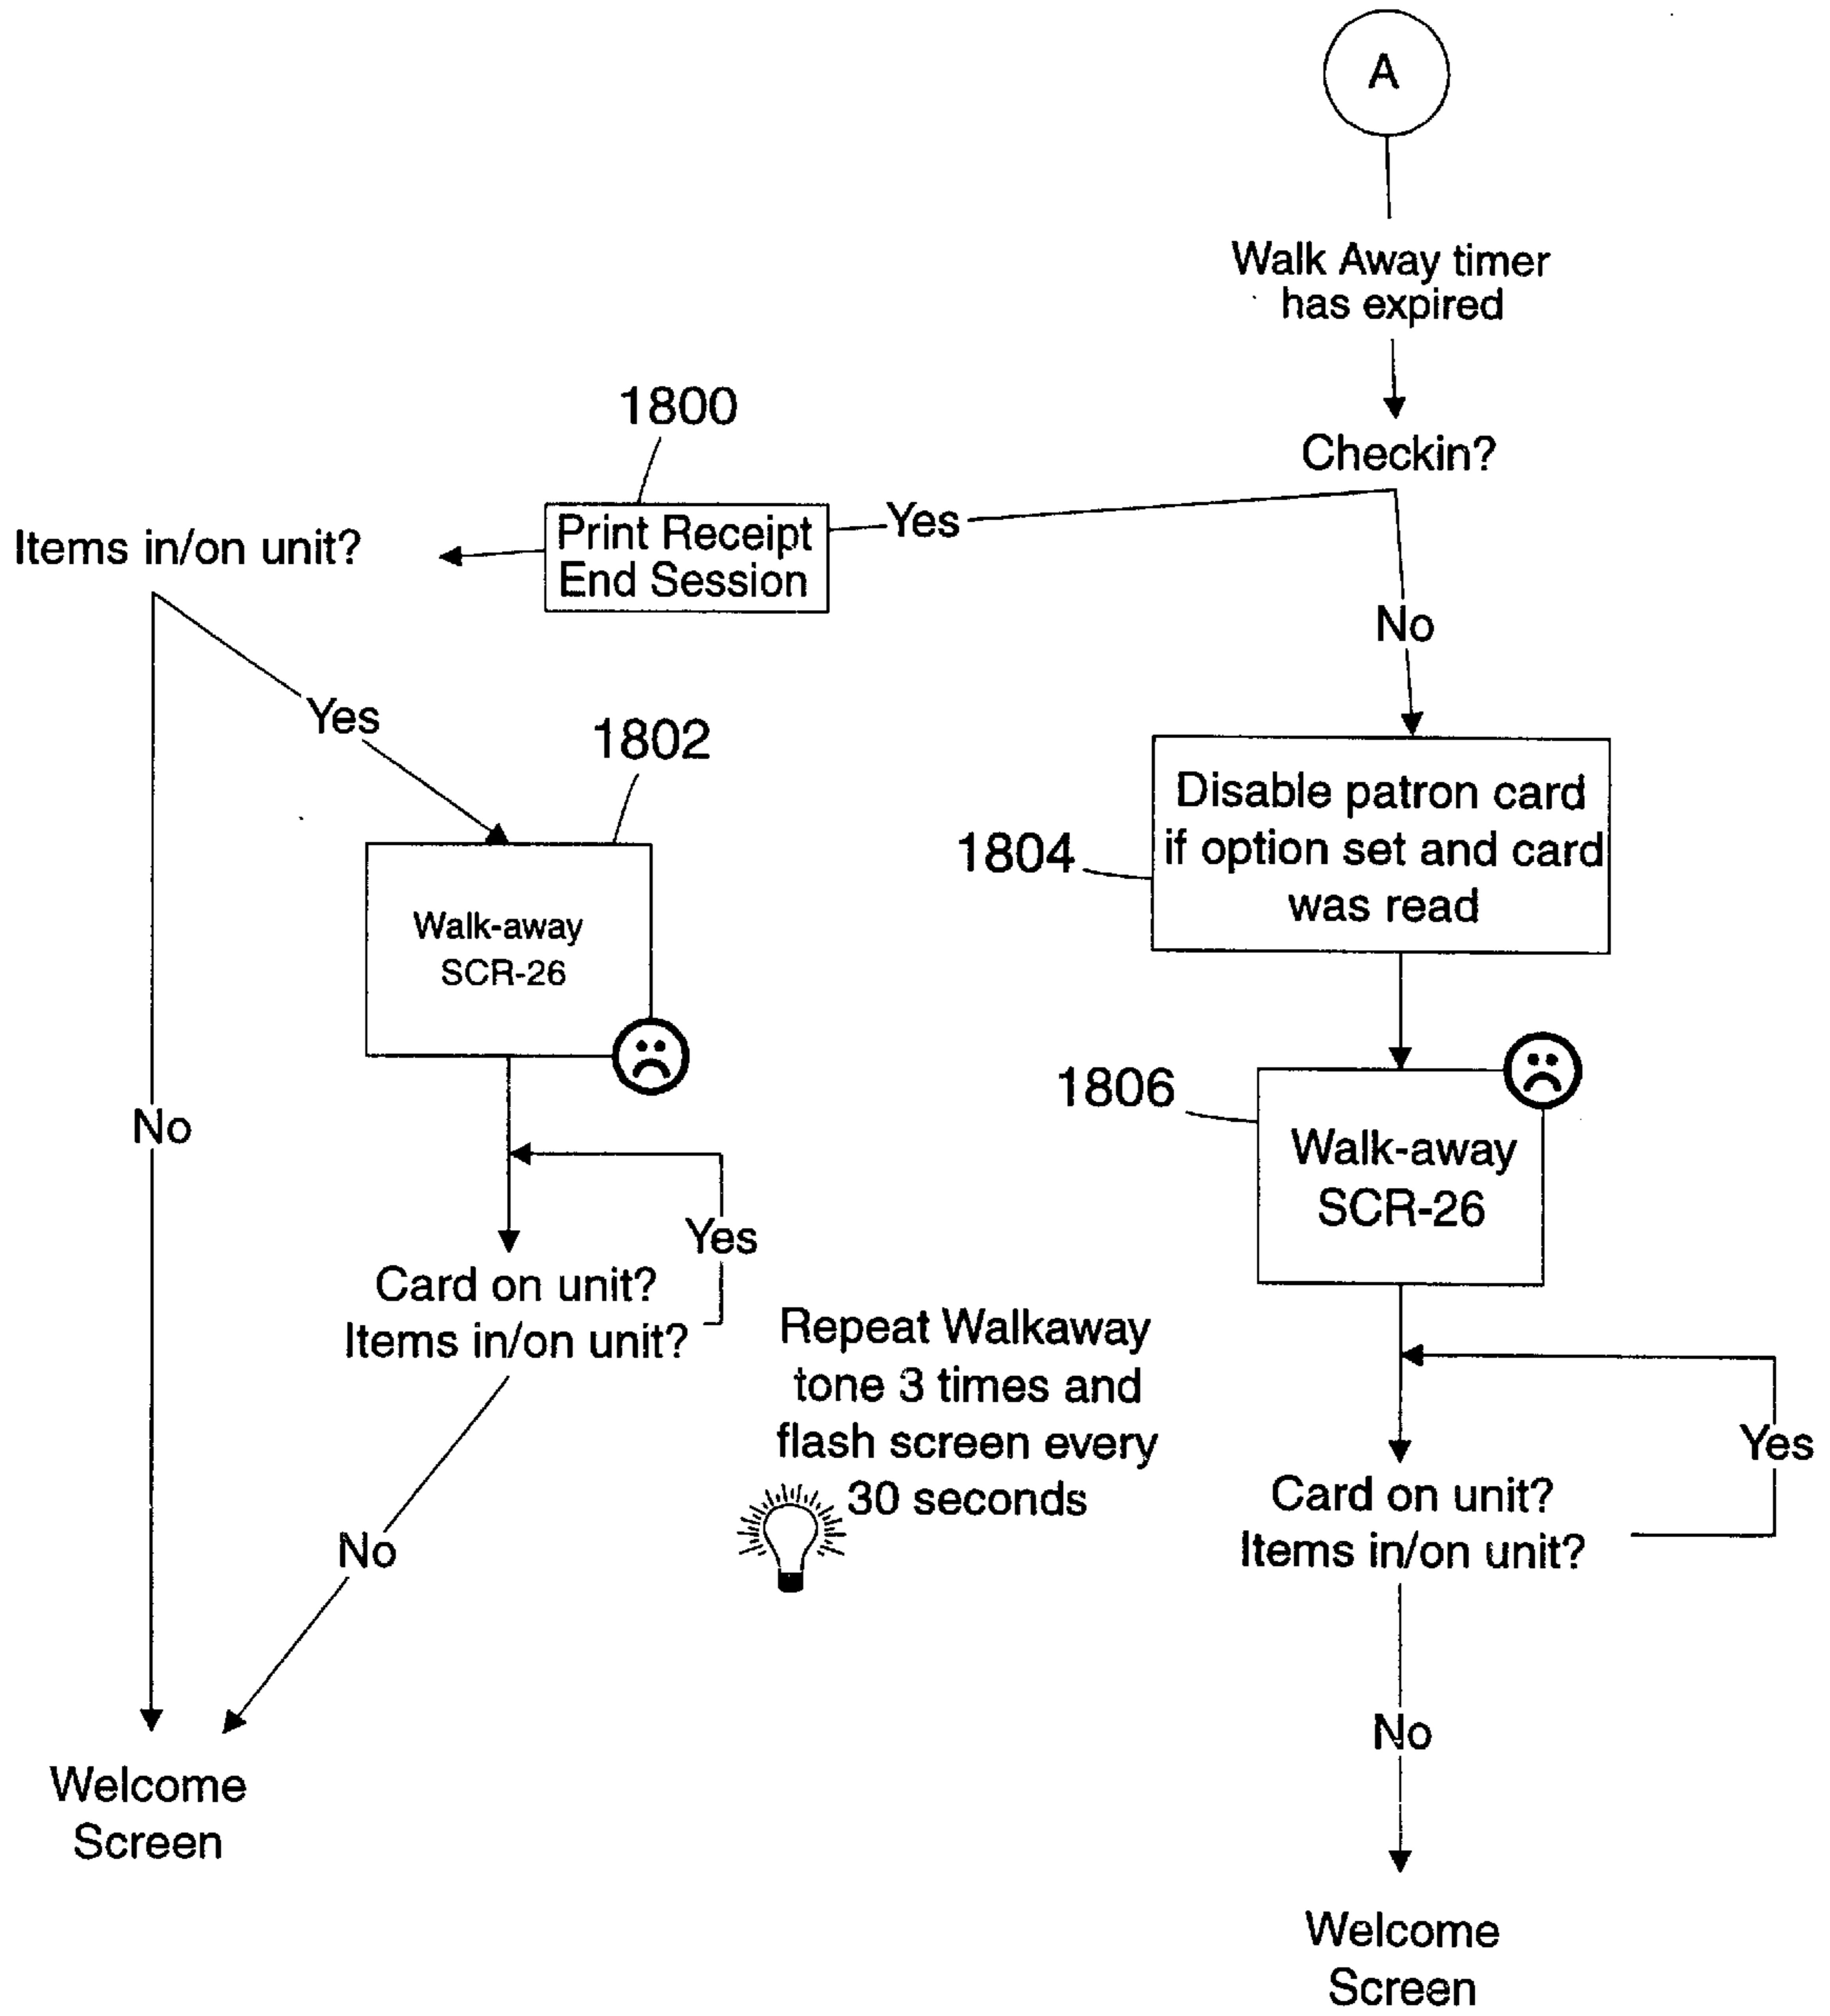 A
Walk Away timer
has expired
Checkin?
1800
Yes
Print Receipt
End Session
Items in/on unit?
No
Yes
1802
Walk-away
SCR-26
Disable patron card
if option set and card
was read
1804
1806
Walk-away
SCR-26
No
Yes
Card on unit?
Items in/on unit?
Repeat Walkaway
tone 3 times and
flash screen every
30 seconds
Yes
Card on unit?
Items in/on unit?
No
No
Welcome
Screen
Welcome
Screen